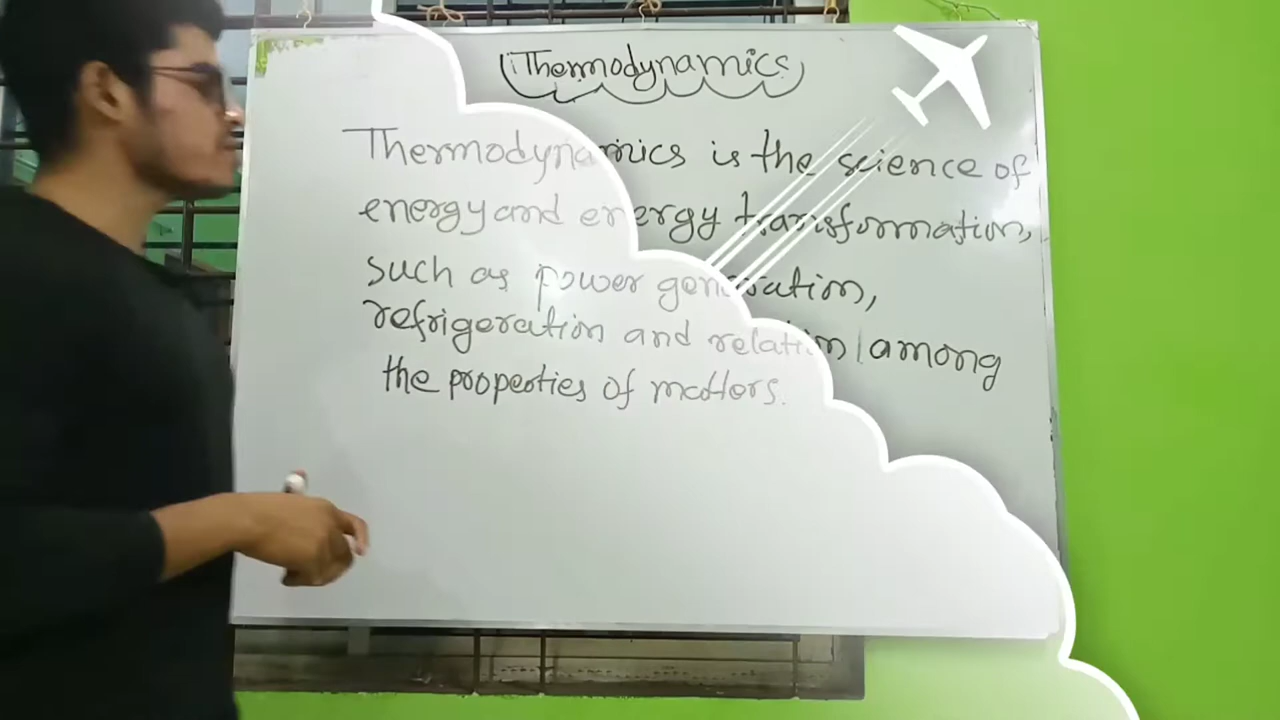 Thermodynamics
Thermodynamics is the science of
energy and energy transformation,
such as power generation,
refrigeration and relation among
the properties of matters.